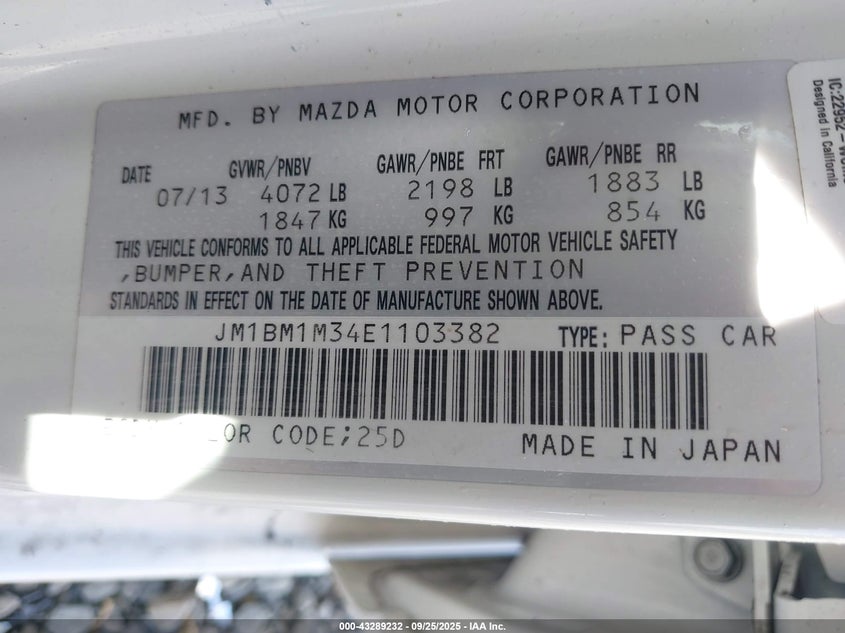 MFD. BY MAZDA MOTOR CORPORATION
DATE GVWR/PNBV GAWR/PNBE FRT GAWR/PNBE RR
07/13 4072 LB 2198 LB 1883 LB
1847 KG 997 KG 854 KG
THIS VEHICLE CONFORMS TO ALL APPLICABLE FEDERAL MOTOR VEHICLE SAFETY
,BUMPER,AND THEFT PREVENTION
STANDARDS IN EFFECT ON THE DATE OF MANUFACTURE SHOWN ABOVE.
JM1BM1M34E1103382 TYPE: PASS CAR
CODE;25D MADE IN JAPAN
IC:22952-
Designed in California
000-43289232 - 09/25/2025 - IAA Inc.